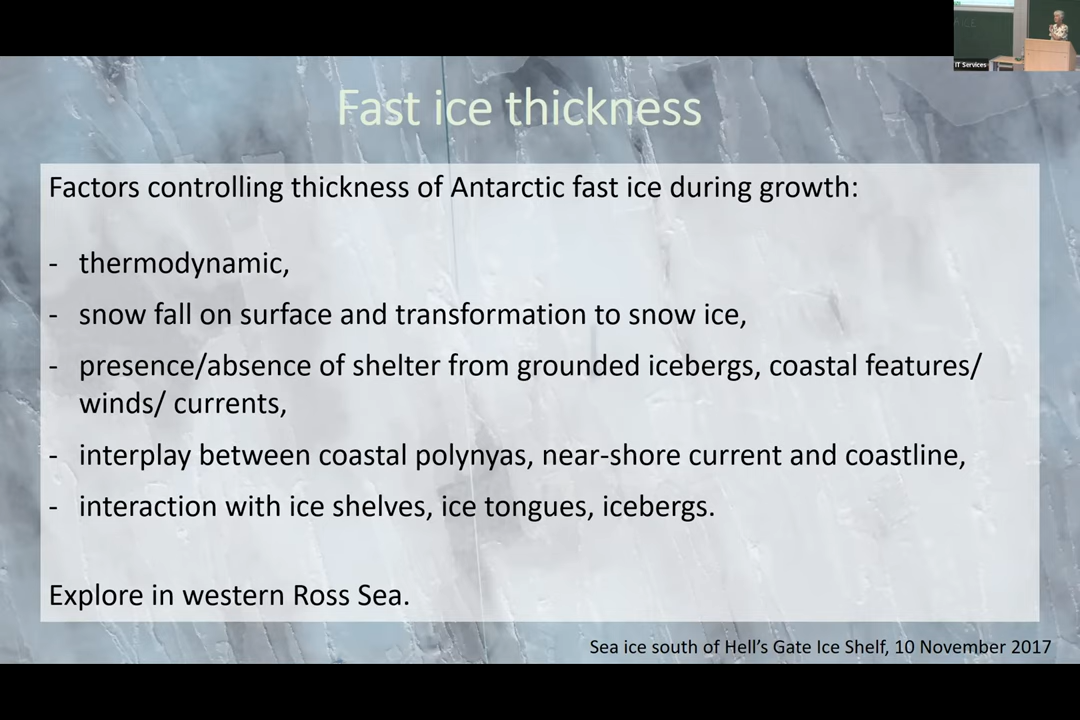 IT Services
Fast ice thickness
Factors controlling thickness of Antarctic fast ice during growth:
- thermodynamic,
- snow fall on surface and transformation to snow ice,
- presence/absence of shelter from grounded icebergs, coastal features/
winds/ currents,
- interplay between coastal polynyas, near-shore current and coastline,
- interaction with ice shelves, ice tongues, icebergs.
Explore in western Ross Sea.
Sea ice south of Hell's Gate Ice Shelf, 10 November 2017